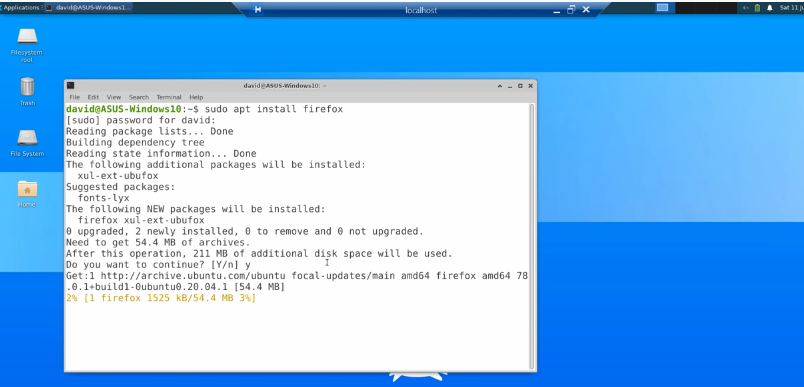 Applications
david@ASUS-Windows1...
localhost
Sat 11 Ju
Filesystem
root
Trash
File System
Home
david@ASUS-Windows10: ~
File Edit View Search Terminal Help
david@ASUS-Windows10:~$ sudo apt install firefox
[sudo] password for david:
Reading package lists... Done
Building dependency tree
Reading state information... Done
The following additional packages will be installed:
xul-ext-ubufox
Suggested packages:
fonts-lyx
The following NEW packages will be installed:
firefox xul-ext-ubufox
0 upgraded, 2 newly installed, 0 to remove and 0 not upgraded.
Need to get 54.4 MB of archives.
After this operation, 211 MB of additional disk space will be used.
Do you want to continue? [Y/n] y
Get:1 http://archive.ubuntu.com/ubuntu focal-updates/main amd64 firefox amd64 78
.0.1+build1-0ubuntu0.20.04.1 [54.4 MB]
2% [1 firefox 1525 kB/54.4 MB 3%]